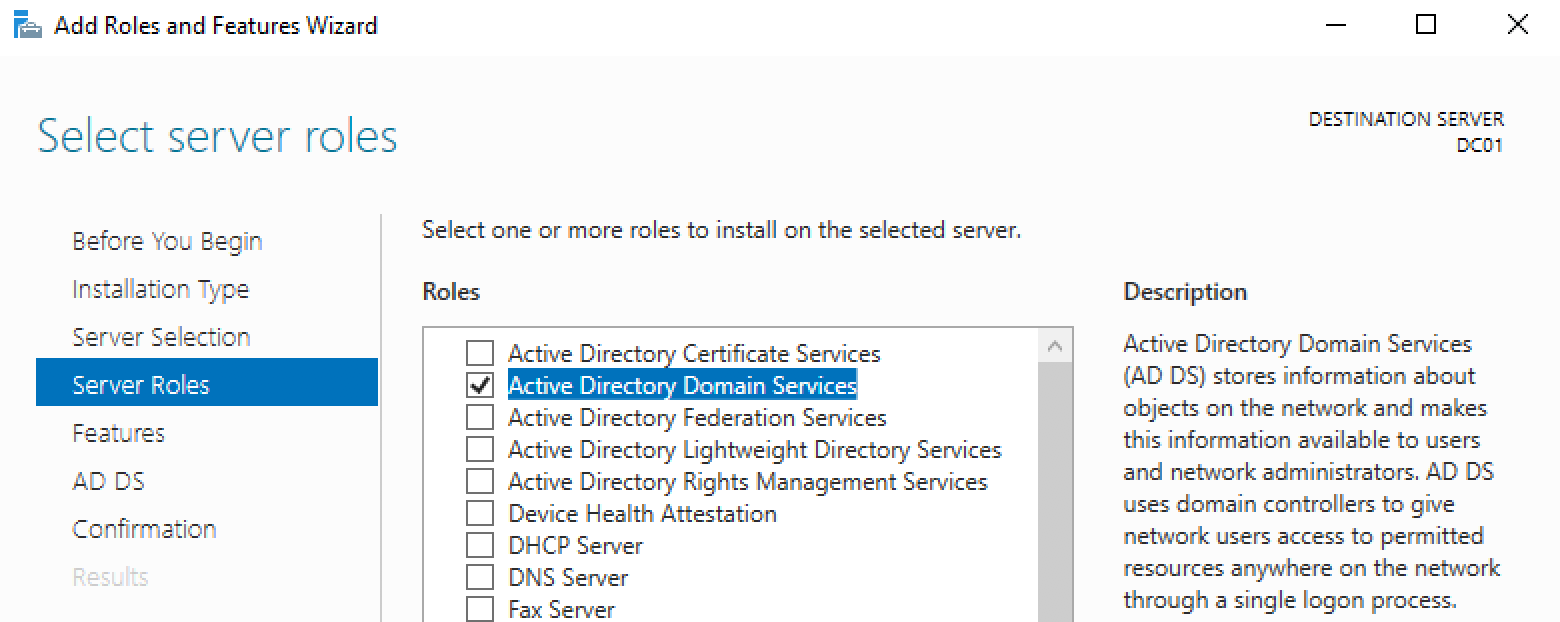 Add Roles and Features Wizard
Select server roles
DESTINATION SERVER
DC01
Before You Begin
Installation Type
Server Selection
Server Roles
Features
AD DS
Confirmation
Results
Select one or more roles to install on the selected server.
Roles
Active Directory Certificate Services
Active Directory Domain Services
Active Directory Federation Services
Active Directory Lightweight Directory Services
Active Directory Rights Management Services
Device Health Attestation
DHCP Server
DNS Server
Fax Server
Description
Active Directory Domain Services
(AD DS) stores information about
objects on the network and makes
this information available to users
and network administrators. AD DS
uses domain controllers to give
network users access to permitted
resources anywhere on the network
through a single logon process.